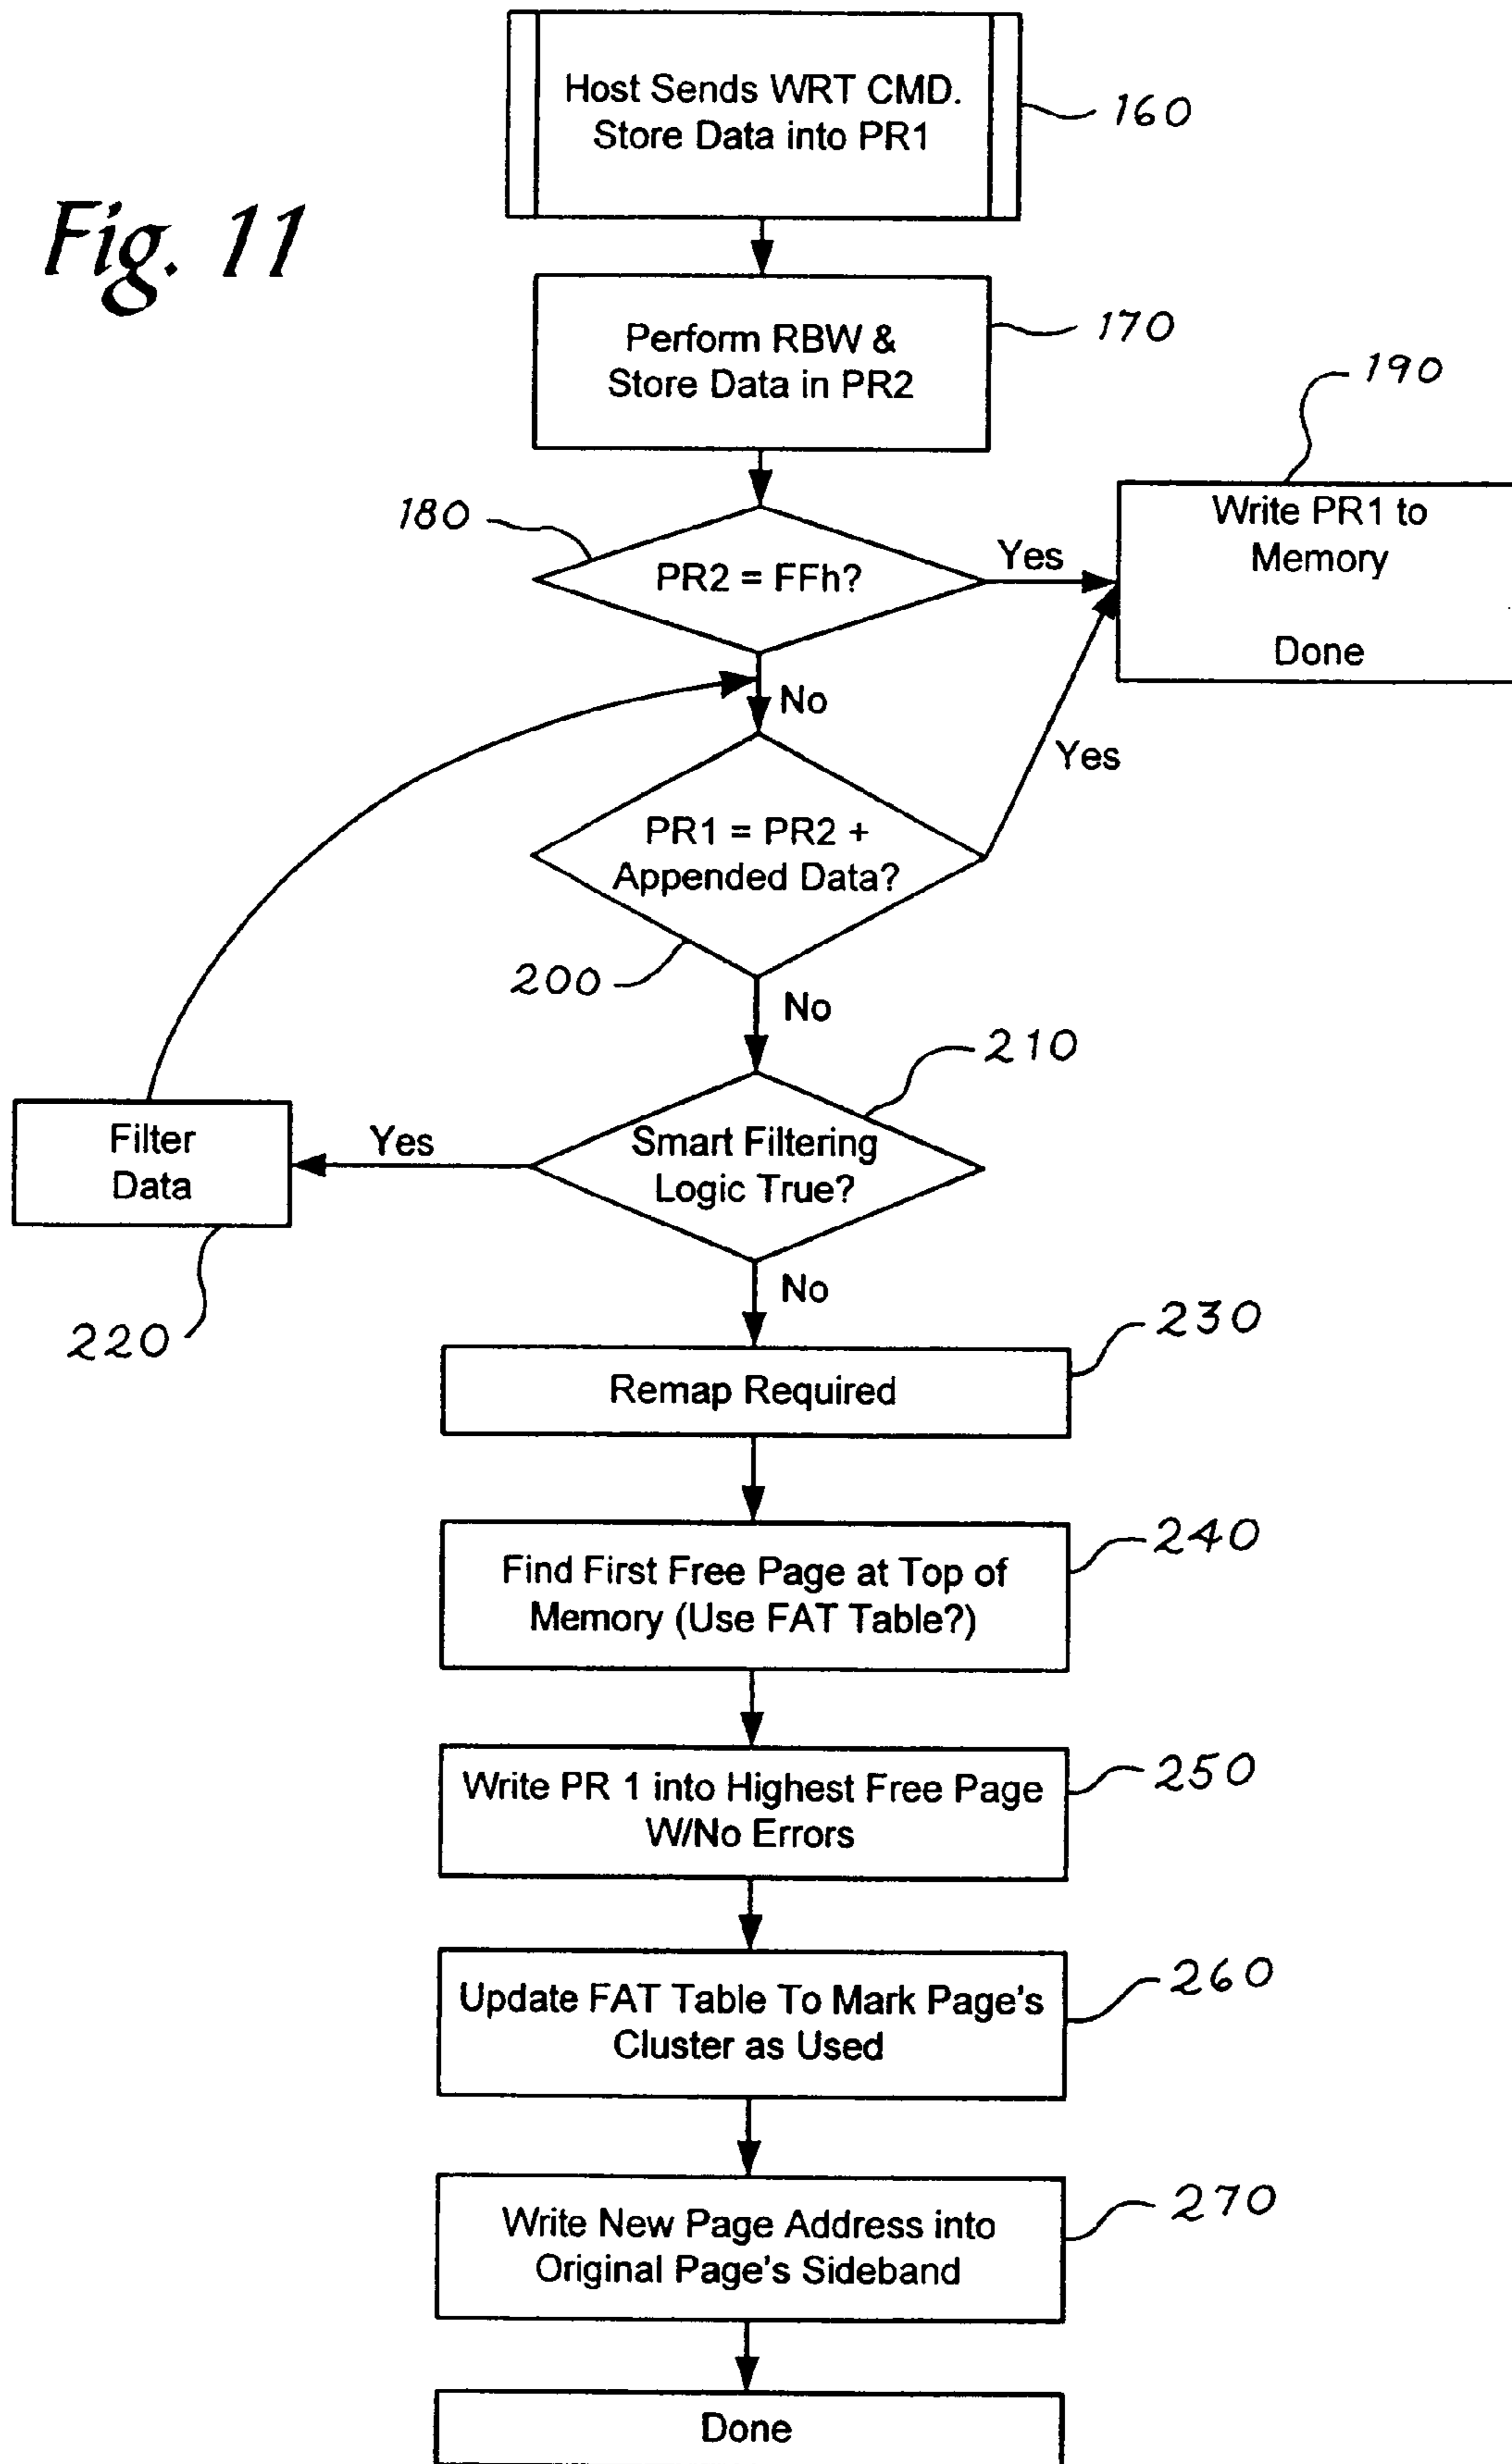 Fig. 11
Host Sends WRT CMD.
Store Data into PR1
160
Perform RBW &
Store Data in PR2
170
190
Write PR1 to
Memory
Done
180
PR2 = FFh?
Yes
No
Yes
PR1 = PR2 +
Appended Data?
200
No
210
Smart Filtering
Logic True?
Yes
Filter
Data
220
No
230
Remap Required
240
Find First Free Page at Top of
Memory (Use FAT Table?)
250
Write PR 1 into Highest Free Page
W/No Errors
260
Update FAT Table To Mark Page's
Cluster as Used
270
Write New Page Address into
Original Page's Sideband
Done